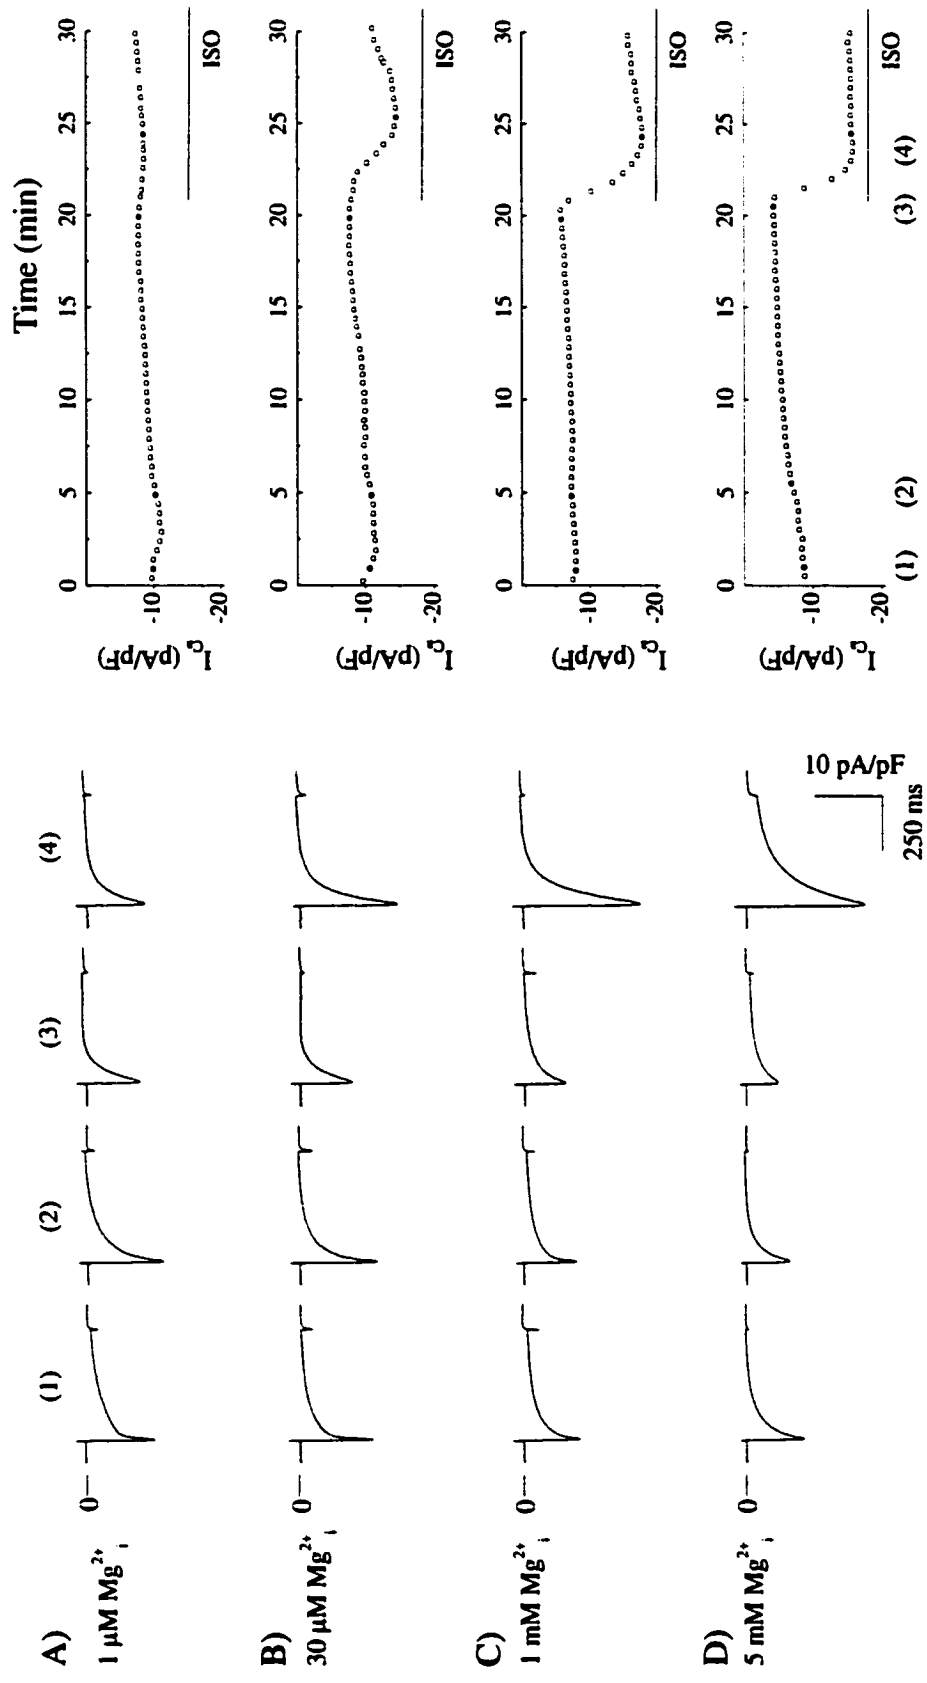 (1) (2) (3) (4)
Time (min)
A)
1 μM Mg²⁺ᵢ
0
0 5 10 15 20 25 30
-10
-20
I_Ca (pA/pF)
ISO
B)
30 μM Mg²⁺ᵢ
0
0 5 10 15 20 25 30
-10
-20
I_Ca (pA/pF)
ISO
C)
1 mM Mg²⁺ᵢ
0
0 5 10 15 20 25 30
-10
-20
I_Ca (pA/pF)
ISO
D)
5 mM Mg²⁺ᵢ
0
10 pA/pF
250 ms
0 5 10 15 20 25 30
-10
-20
I_Ca (pA/pF)
ISO
(1) (2) (3) (4)